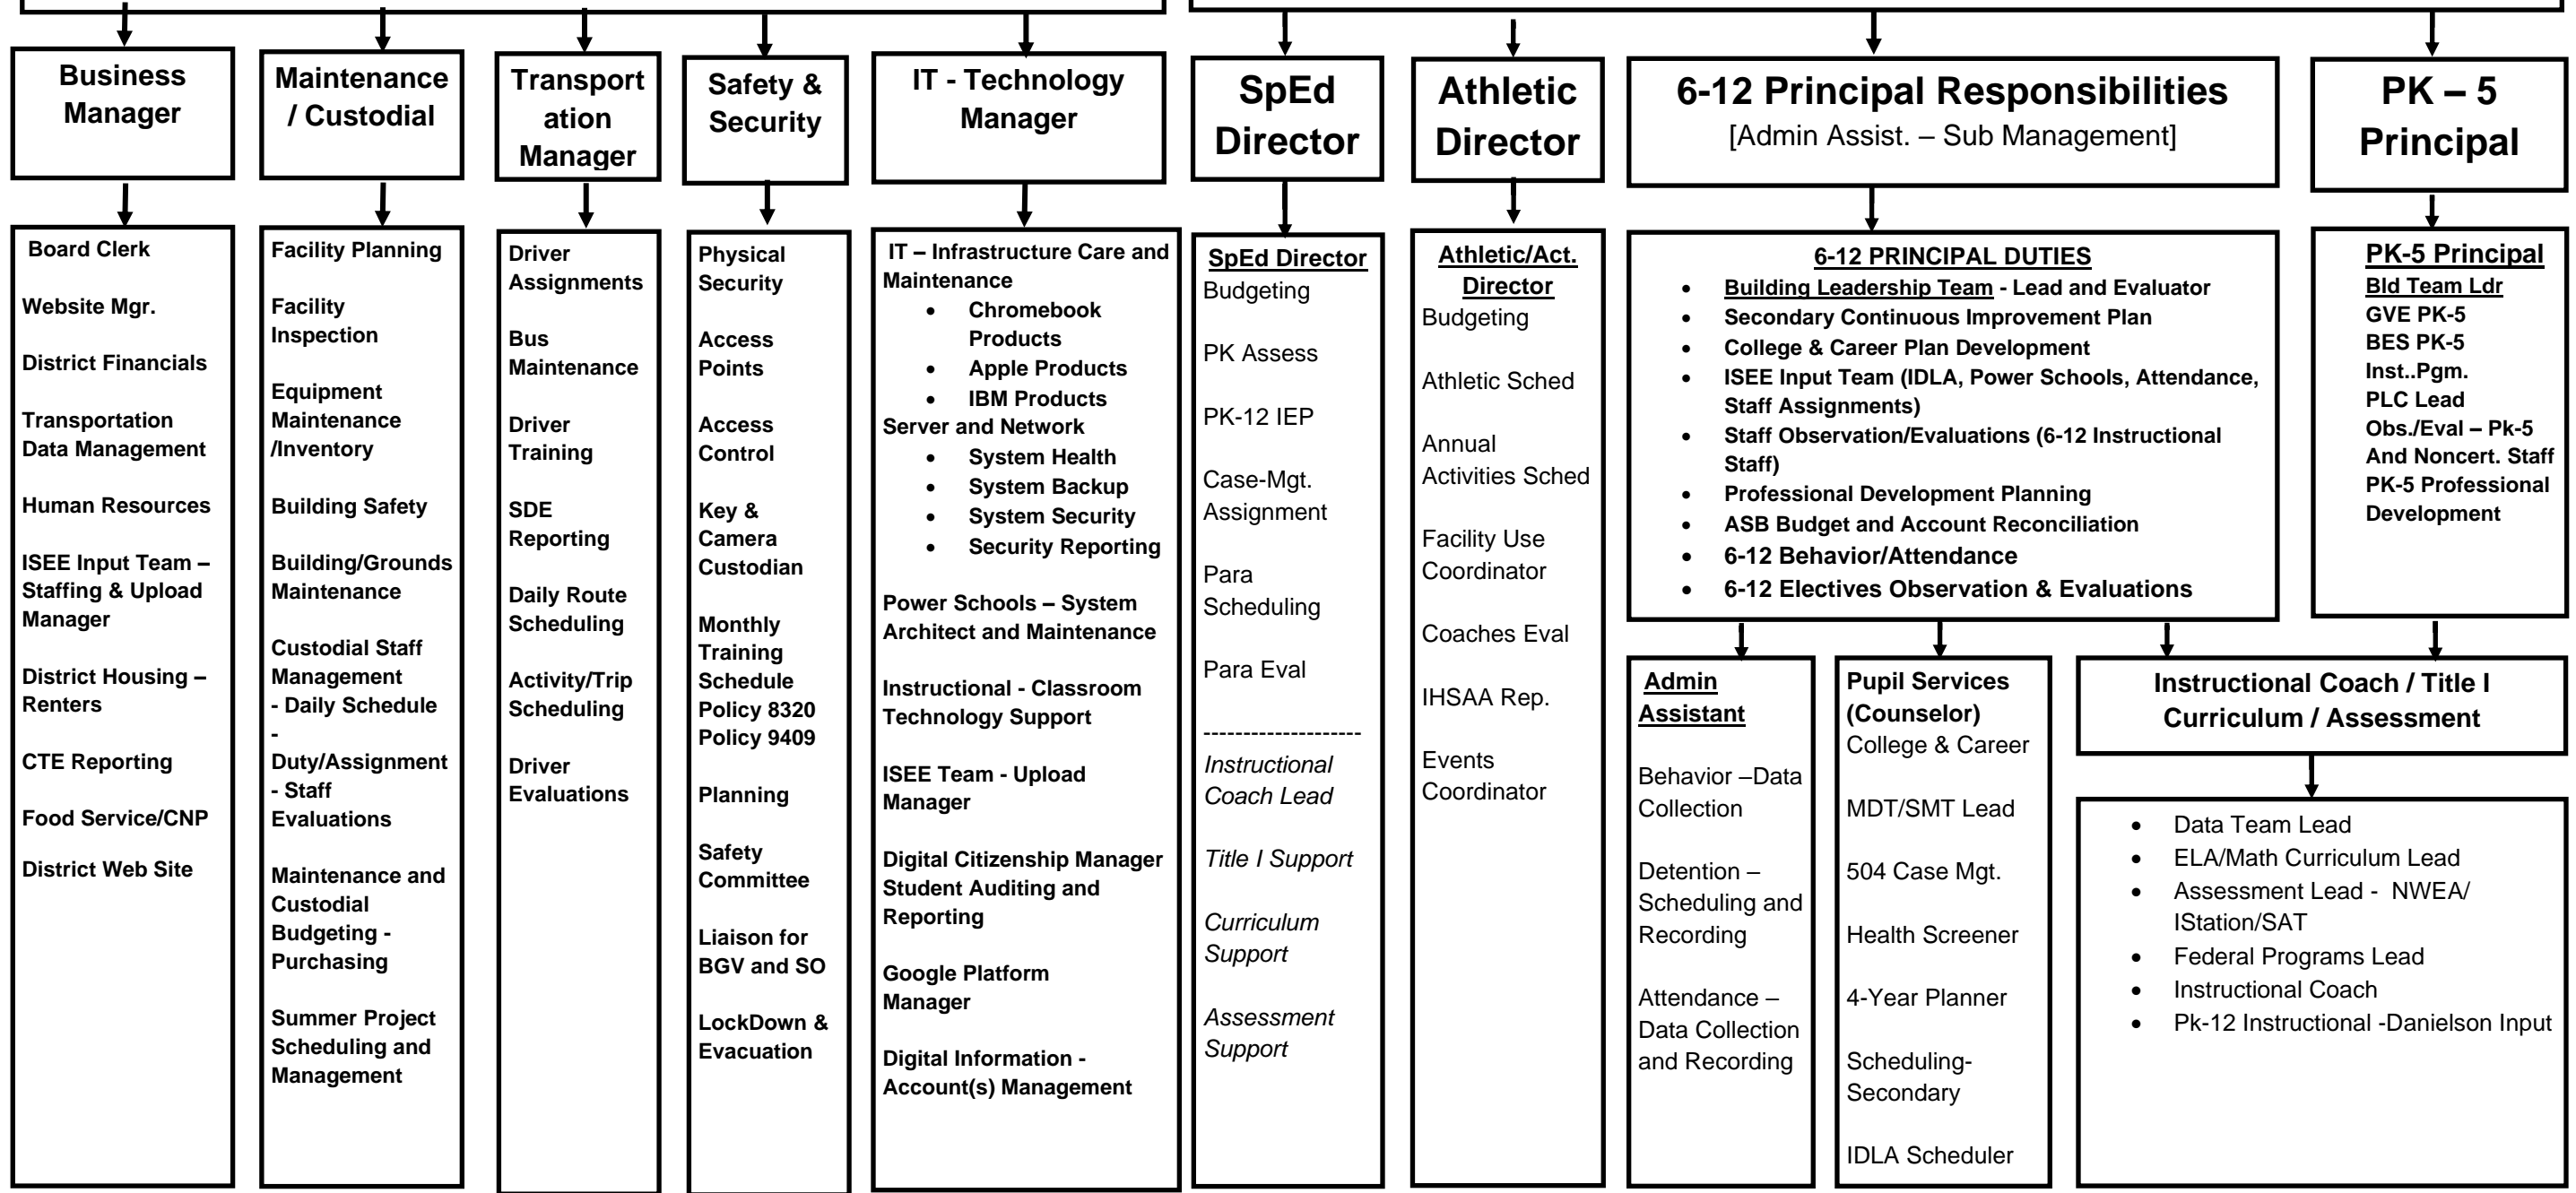 Business
Manager
Maintenance
/ Custodial
Transport
ation
Manager
Safety &
Security
IT - Technology
Manager
SpEd
Director
Athletic
Director
6-12 Principal Responsibilities
[Admin Assist. – Sub Management]
PK – 5
Principal
Board Clerk
Website Mgr.
District Financials
Transportation
Data Management
Human Resources
ISEE Input Team –
Staffing & Upload
Manager
District Housing –
Renters
CTE Reporting
Food Service/CNP
District Web Site
Facility Planning
Facility
Inspection
Equipment
Maintenance
/Inventory
Building Safety
Building/Grounds
Maintenance
Custodial Staff
Management
- Daily Schedule
-
Duty/Assignment
- Staff
Evaluations
Maintenance and
Custodial
Budgeting -
Purchasing
Summer Project
Scheduling and
Management
Driver
Assignments
Bus
Maintenance
Driver
Training
SDE
Reporting
Daily Route
Scheduling
Activity/Trip
Scheduling
Driver
Evaluations
Physical
Security
Access
Points
Access
Control
Key &
Camera
Custodian
Monthly
Training
Schedule
Policy 8320
Policy 9409
Planning
Safety
Committee
Liaison for
BGV and SO
LockDown &
Evacuation
IT – Infrastructure Care and
Maintenance
• Chromebook
Products
• Apple Products
• IBM Products
Server and Network
• System Health
• System Backup
• System Security
• Security Reporting
Power Schools – System
Architect and Maintenance
Instructional - Classroom
Technology Support
ISEE Team - Upload
Manager
Digital Citizenship Manager
Student Auditing and
Reporting
Google Platform
Manager
Digital Information -
Account(s) Management
SpEd Director
Budgeting
PK Assess
PK-12 IEP
Case-Mgt.
Assignment
Para
Scheduling
Para Eval
--------------------
Instructional
Coach Lead
Title I Support
Curriculum
Support
Assessment
Support
Athletic/Act.
Director
Budgeting
Athletic Sched
Annual
Activities Sched
Facility Use
Coordinator
Coaches Eval
IHSAA Rep.
Events
Coordinator
6-12 PRINCIPAL DUTIES
• Building Leadership Team - Lead and Evaluator
• Secondary Continuous Improvement Plan
• College & Career Plan Development
• ISEE Input Team (IDLA, Power Schools, Attendance,
Staff Assignments)
• Staff Observation/Evaluations (6-12 Instructional
Staff)
• Professional Development Planning
• ASB Budget and Account Reconciliation
• 6-12 Behavior/Attendance
• 6-12 Electives Observation & Evaluations
PK-5 Principal
Bld Team Ldr
GVE PK-5
BES PK-5
Inst..Pgm.
PLC Lead
Obs./Eval – Pk-5
And Noncert. Staff
PK-5 Professional
Development
Admin
Assistant
Behavior –Data
Collection
Detention –
Scheduling and
Recording
Attendance –
Data Collection
and Recording
Pupil Services
(Counselor)
College & Career
MDT/SMT Lead
504 Case Mgt.
Health Screener
4-Year Planner
Scheduling-
Secondary
IDLA Scheduler
Instructional Coach / Title I
Curriculum / Assessment
• Data Team Lead
• ELA/Math Curriculum Lead
• Assessment Lead - NWEA/
IStation/SAT
• Federal Programs Lead
• Instructional Coach
• Pk-12 Instructional -Danielson Input